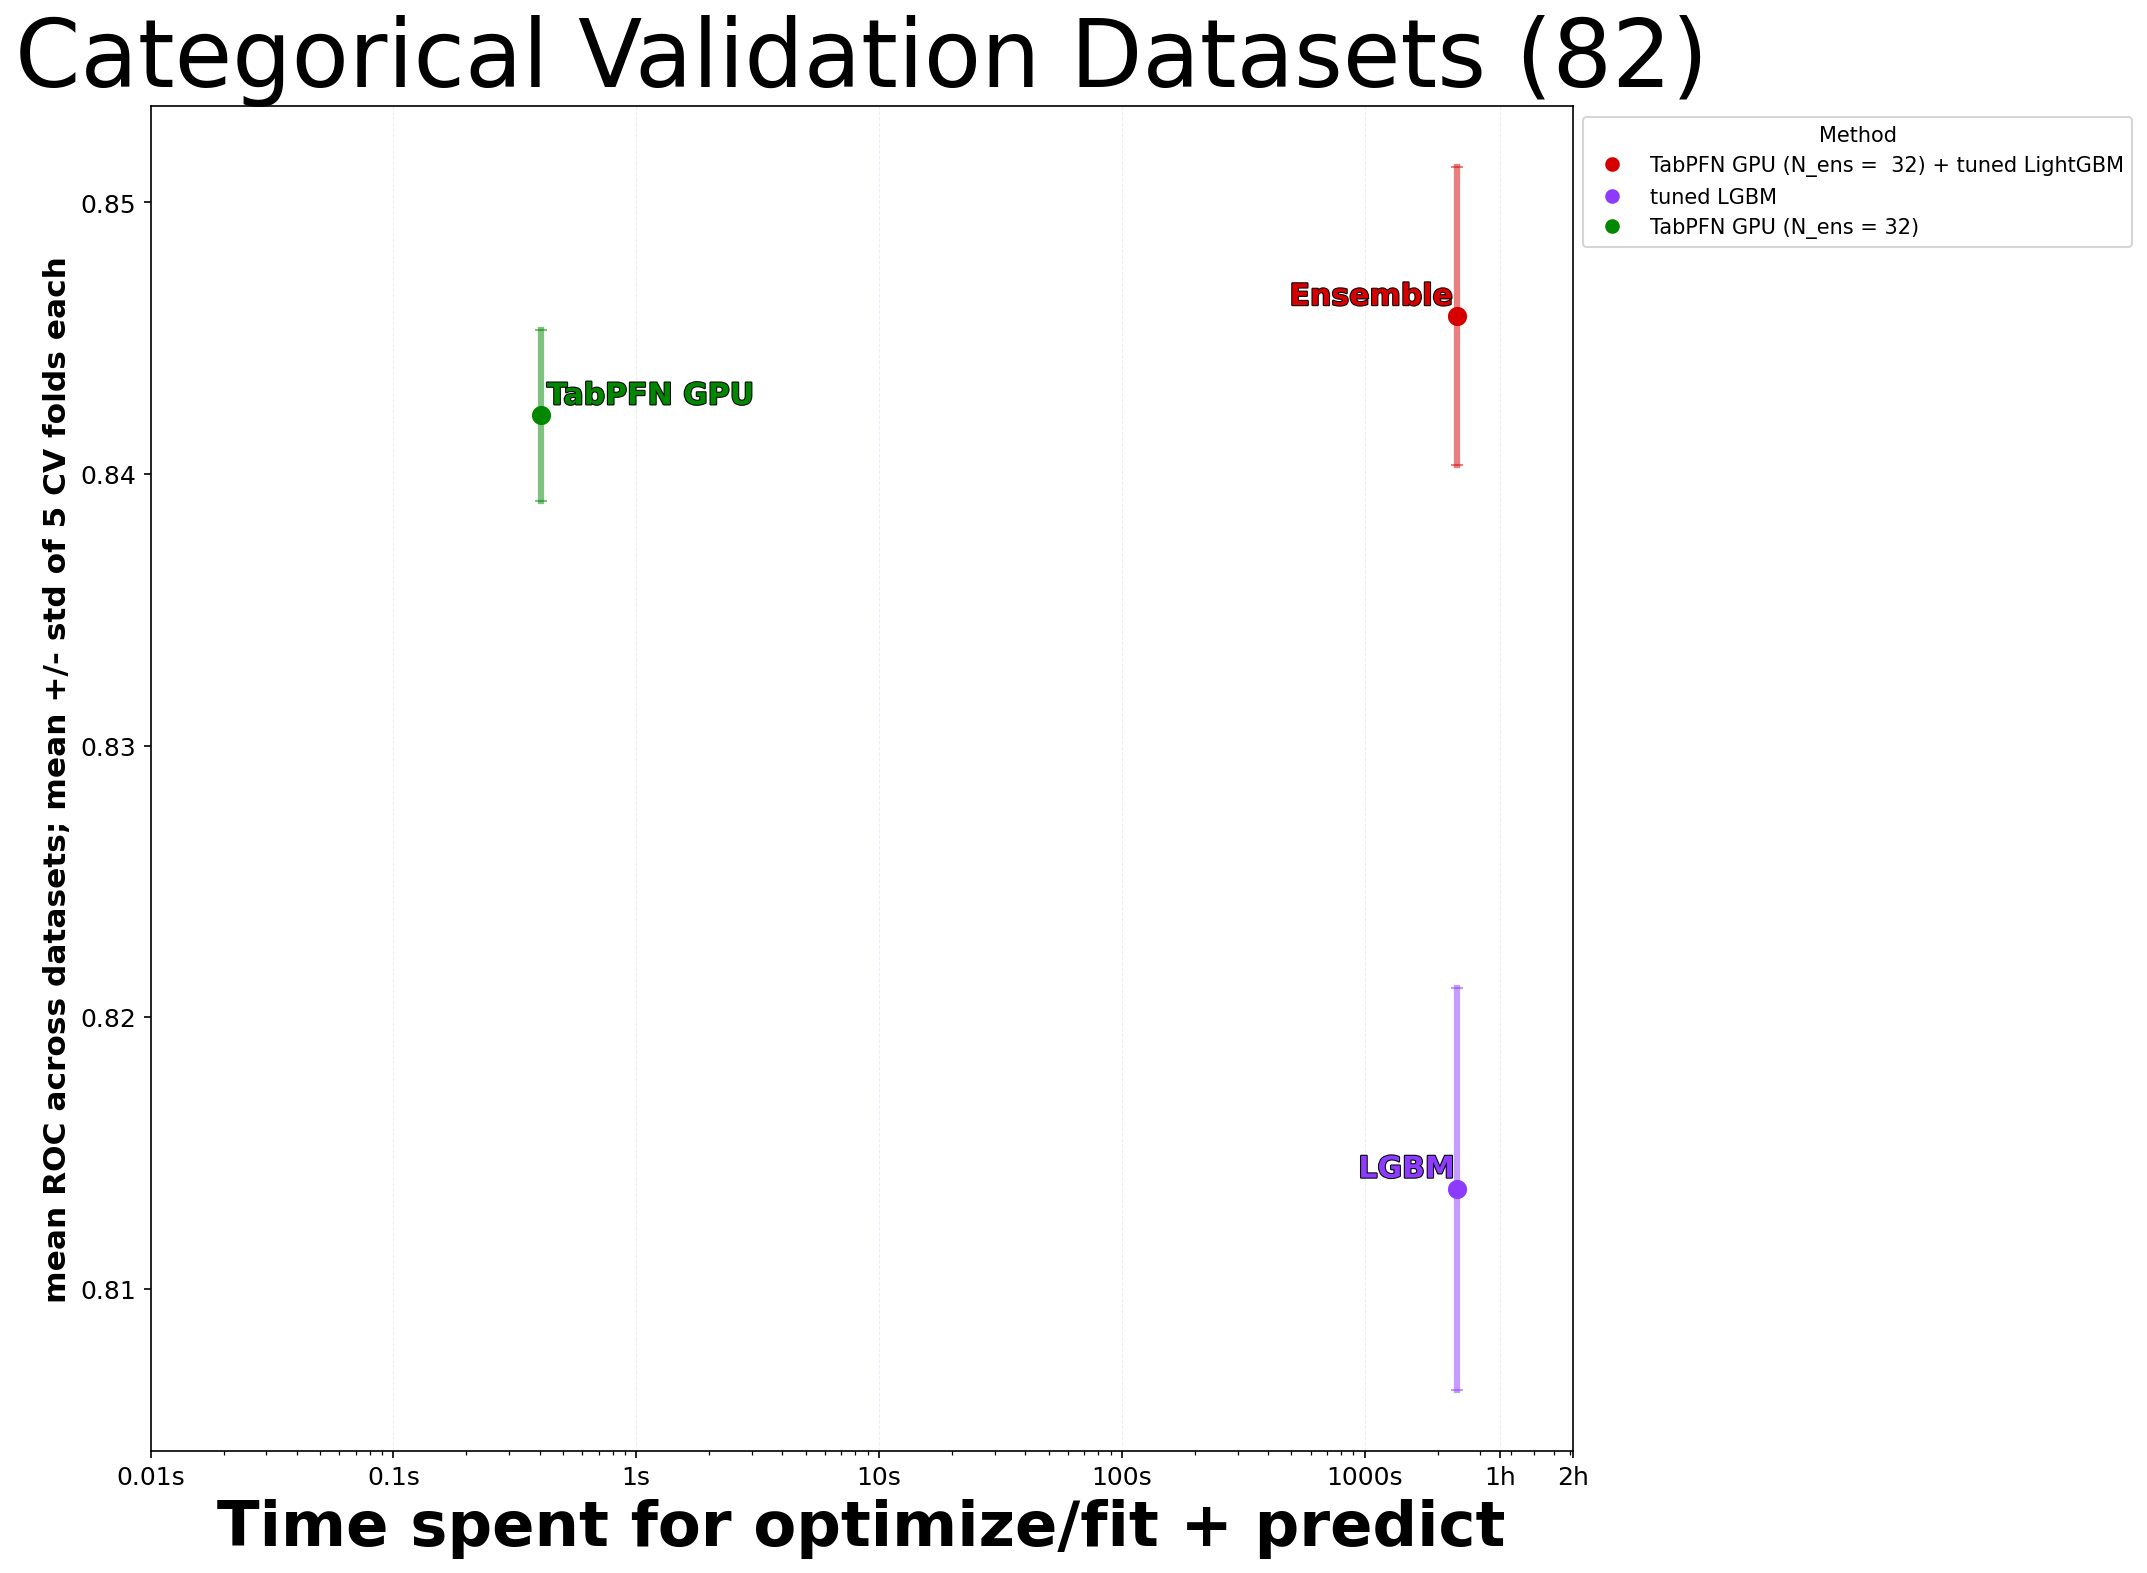 Categorical Validation Datasets (82)
Method
TabPFN GPU (N_ens =  32) + tuned LightGBM
tuned LGBM
TabPFN GPU (N_ens = 32)
mean ROC across datasets; mean +/- std of 5 CV folds each
0.85
0.84
0.83
0.82
0.81
Ensemble
TabPFN GPU
LGBM
0.01s 0.1s 1s 10s 100s 1000s 1h 2h
Time spent for optimize/fit + predict